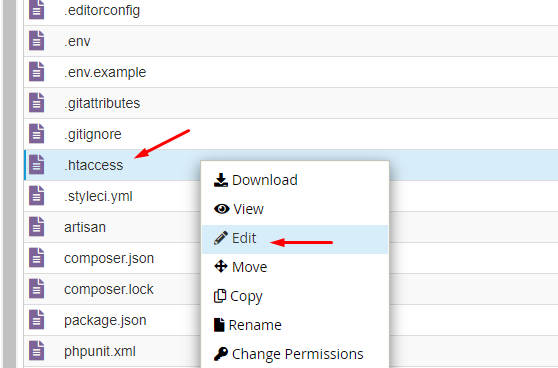 .editorconfig
.env
.env.example
.gitattributes
.gitignore
.htaccess
.styleci.yml
artisan
composer.json
composer.lock
package.json
phpunit.xml
Download
View
Edit
Move
Copy
Rename
Change Permissions